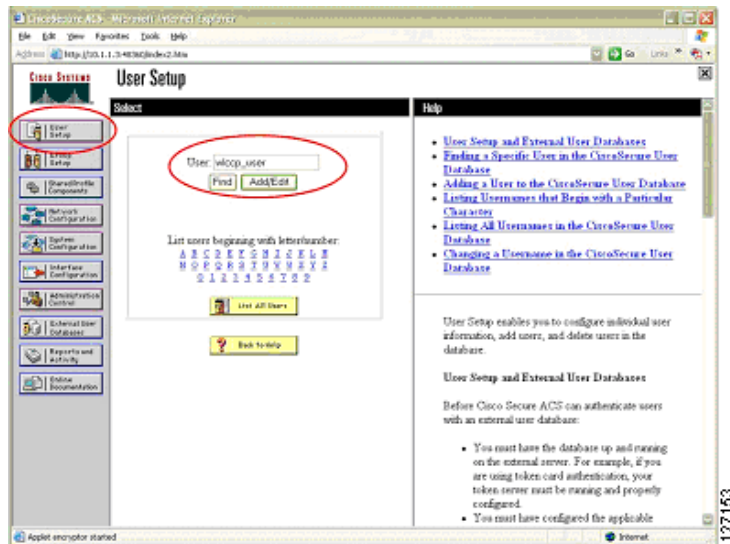 CiscoSecure ACS - Microsoft Internet Explorer
File Edit View Favorites Tools Help
Address
Go Links
CISCO SYSTEMS
User Setup
Select
User Setup
Group Setup
Shared Profile Components
Network Configuration
System Configuration
Interface Configuration
Administration Control
External User Databases
Reports and Activity
Online Documentation
User: wlccp_user
Find Add/Edit
List users beginning with letter/number:
A B C D E F G H I J K L M
N O P Q R S T U V W X Y Z
0 1 2 3 4 5 6 7 8 9
List All Users
Back to Help
Help
User Setup and External User Databases
Finding a Specific User in the CiscoSecure User
Database
Adding a User to the CiscoSecure User Database
Listing Usernames that Begin with a Particular
Character
Listing All Usernames in the CiscoSecure User
Database
Changing a Username in the CiscoSecure User
Database
User Setup enables you to configure individual user
information, add users, and delete users in the
database.
User Setup and External User Databases
Before Cisco Secure ACS can authenticate users
with an external user database:
You must have the database up and running
on the external server. For example, if you
are using token card authentication, your
token server must be running and properly
configured.
You must have configured the applicable
Applet encryptor started
Internet
127153